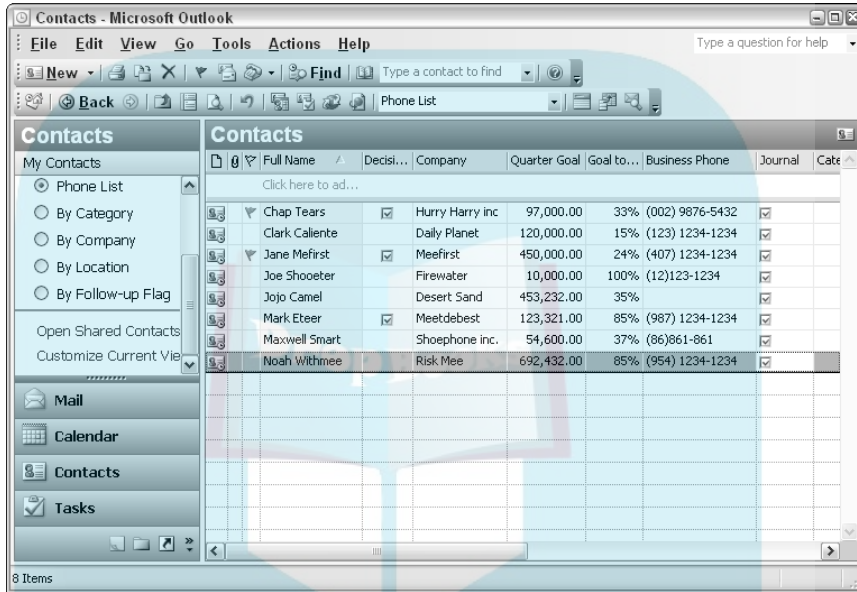 Contacts - Microsoft Outlook
File Edit View Go Tools Actions Help Type a question for help
New Find Type a contact to find
Back Phone List
Contacts
My Contacts
Phone List
By Category
By Company
By Location
By Follow-up Flag
Open Shared Contacts
Customize Current Vie
Mail
Calendar
Contacts
Tasks
Contacts
Full Name Decisi... Company Quarter Goal Goal to... Business Phone Journal Cate
Click here to ad...
Chap Tears Hurry Harry inc 97,000.00 33% (002) 9876-5432
Clark Caliente Daily Planet 120,000.00 15% (123) 1234-1234
Jane Mefirst Meefirst 450,000.00 24% (407) 1234-1234
Joe Shooeter Firewater 10,000.00 100% (12)123-1234
Jojo Camel Desert Sand 453,232.00 35%
Mark Eteer Meetdebest 123,321.00 85% (987) 1234-1234
Maxwell Smart Shoephone inc. 54,600.00 37% (86)861-861
Noah Withmee Risk Mee 692,432.00 85% (954) 1234-1234
8 Items